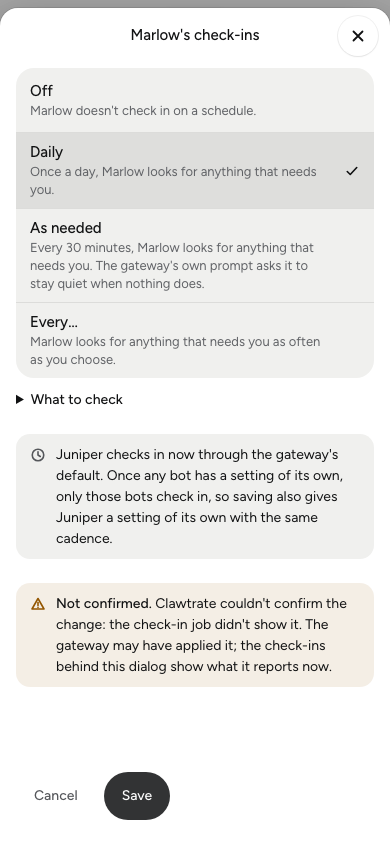 Marlow's check-ins
Off
Marlow doesn't check in on a schedule.
Daily
Once a day, Marlow looks for anything that needs
you.
As needed
Every 30 minutes, Marlow looks for anything that
needs you. The gateway's own prompt asks it to
stay quiet when nothing does.
Every...
Marlow looks for anything that needs you as often
as you choose.
What to check
Juniper checks in now through the gateway's
default. Once any bot has a setting of its own,
only those bots check in, so saving also gives
Juniper a setting of its own with the same
cadence.
Not confirmed. Clawtrate couldn't confirm the
change: the check-in job didn't show it. The
gateway may have applied it; the check-ins
behind this dialog show what it reports now.
Cancel
Save